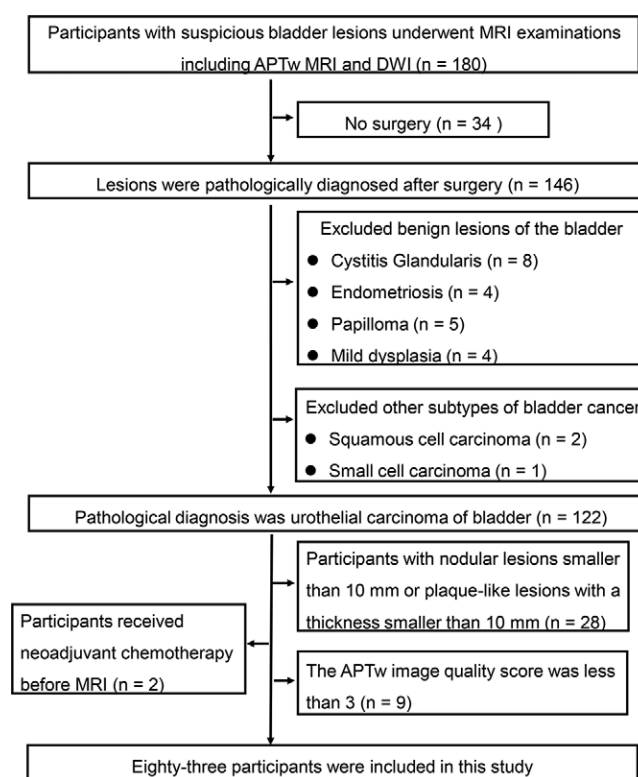 Participants with suspicious bladder lesions underwent MRI examinations
including APTw MRI and DWI (n = 180)
No surgery (n = 34 )
Lesions were pathologically diagnosed after surgery (n = 146)
Excluded benign lesions of the bladder
● Cystitis Glandularis (n = 8)
● Endometriosis (n = 4)
● Papilloma (n = 5)
● Mild dysplasia (n = 4)
Excluded other subtypes of bladder cancer
● Squamous cell carcinoma (n = 2)
● Small cell carcinoma (n = 1)
Pathological diagnosis was urothelial carcinoma of bladder (n = 122)
Participants with nodular lesions smaller
than 10 mm or plaque-like lesions with a
thickness smaller than 10 mm (n = 28)
Participants received
neoadjuvant chemotherapy
before MRI (n = 2)
The APTw image quality score was less
than 3 (n = 9)
Eighty-three participants were included in this study